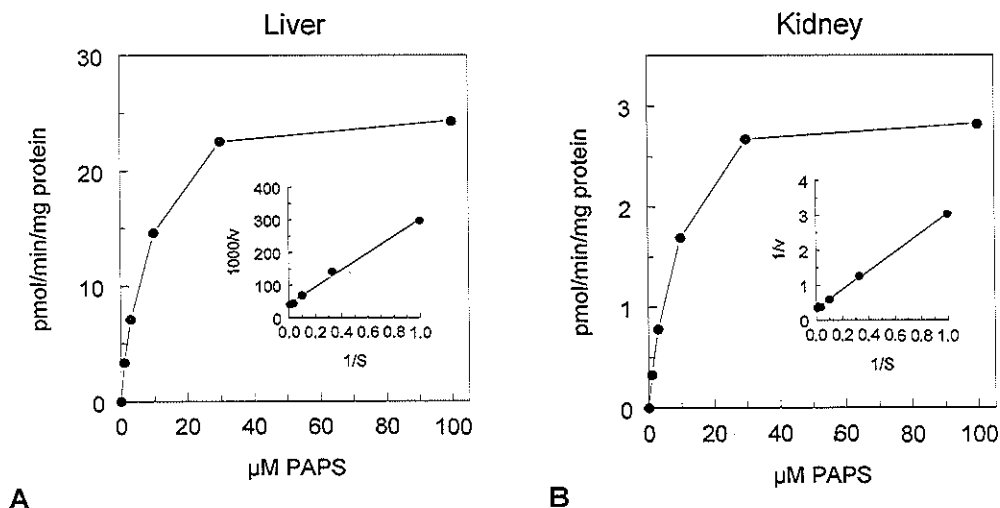 Liver
30
20
10
0
pmol/min/mg protein
0 20 40 60 80 100
µM PAPS
400
300
200
100
0
1000/v
0.0 0.2 0.4 0.6 0.8 1.0
1/S
A
Kidney
3
2
1
0
pmol/min/mg protein
0 20 40 60 80 100
µM PAPS
4
3
2
1
0
1/v
0.0 0.2 0.4 0.6 0.8 1.0
1/S
B